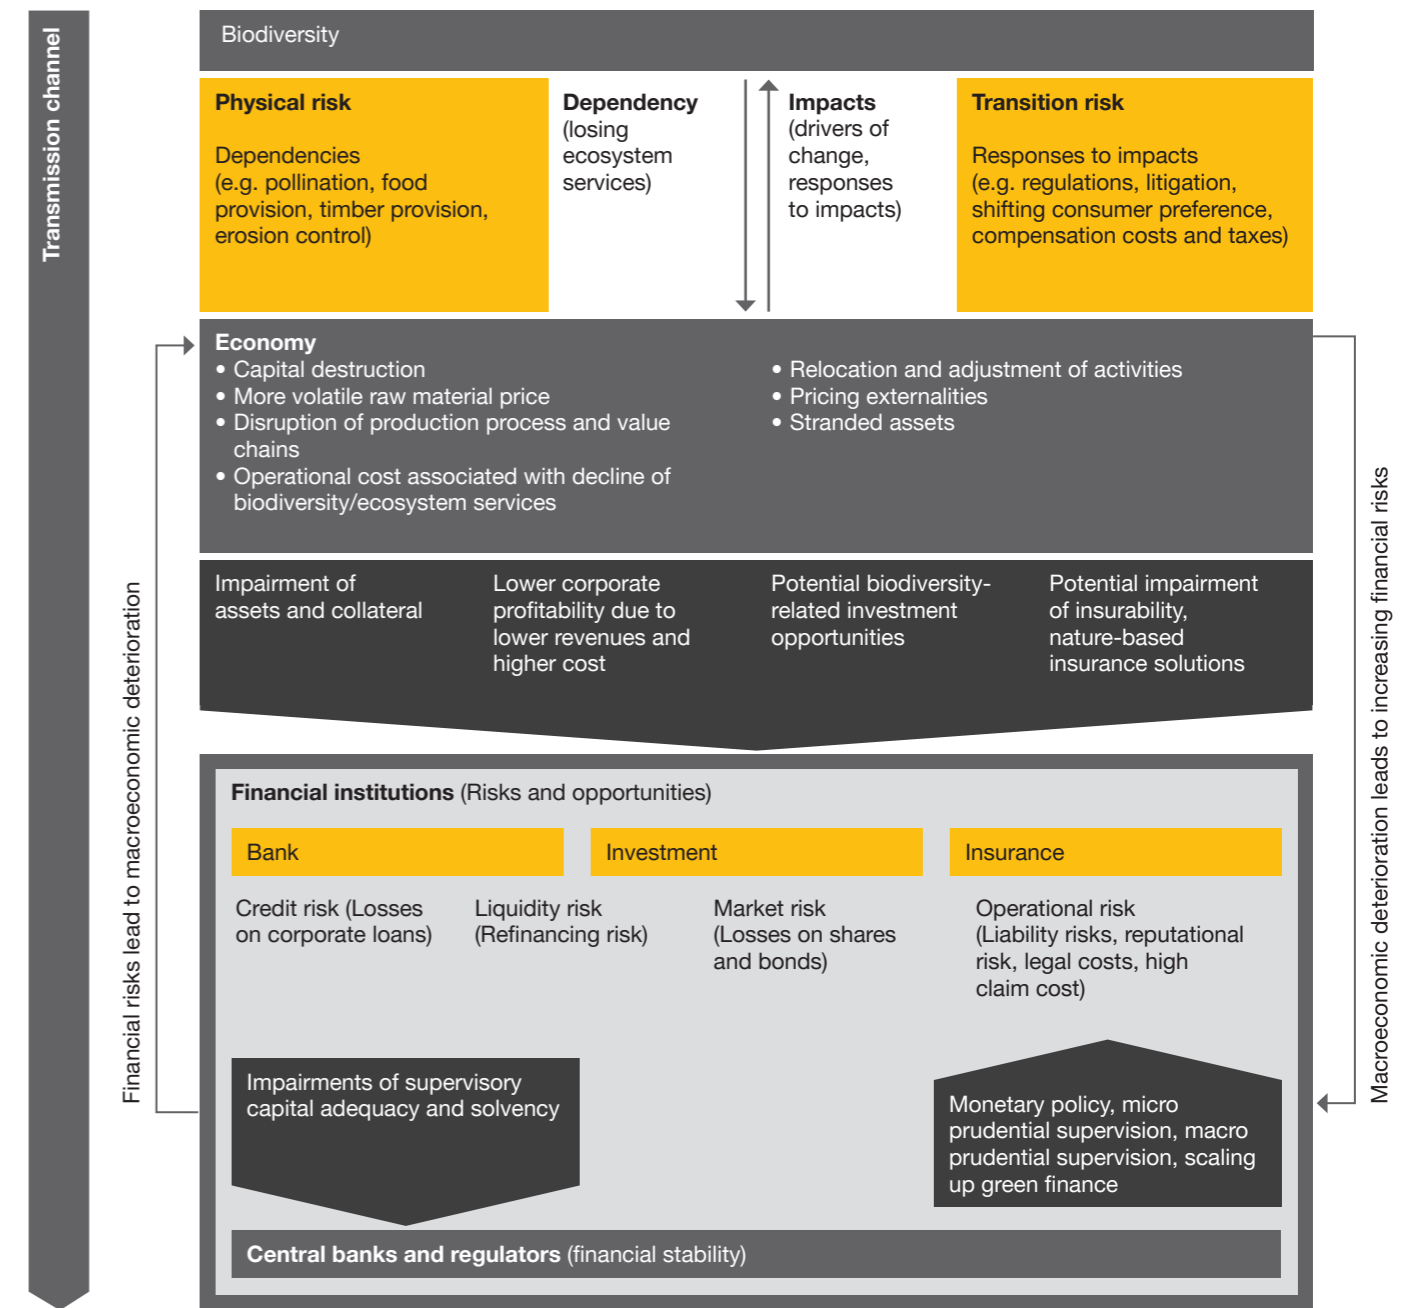 Transmission channel
Biodiversity
Physical risk
Dependencies
(e.g. pollination, food
provision, timber provision,
erosion control)
Dependency
(losing
ecosystem
services)
Impacts
(drivers of
change,
responses
to impacts)
Transition risk
Responses to impacts
(e.g. regulations, litigation,
shifting consumer preference,
compensation costs and taxes)
Economy
• Capital destruction
• More volatile raw material price
• Disruption of production process and value
chains
• Operational cost associated with decline of
biodiversity/ecosystem services
• Relocation and adjustment of activities
• Pricing externalities
• Stranded assets
Impairment of
assets and collateral
Lower corporate
profitability due to
lower revenues and
higher cost
Potential biodiversity-
related investment
opportunities
Potential impairment
of insurability,
nature-based
insurance solutions
Financial risks lead to macroeconomic deterioration
Macroeconomic deterioration leads to increasing financial risks
Financial institutions (Risks and opportunities)
Bank
Investment
Insurance
Credit risk (Losses
on corporate loans)
Liquidity risk
(Refinancing risk)
Market risk
(Losses on shares
and bonds)
Operational risk
(Liability risks, reputational
risk, legal costs, high
claim cost)
Impairments of supervisory
capital adequacy and solvency
Monetary policy, micro
prudential supervision, macro
prudential supervision, scaling
up green finance
Central banks and regulators (financial stability)